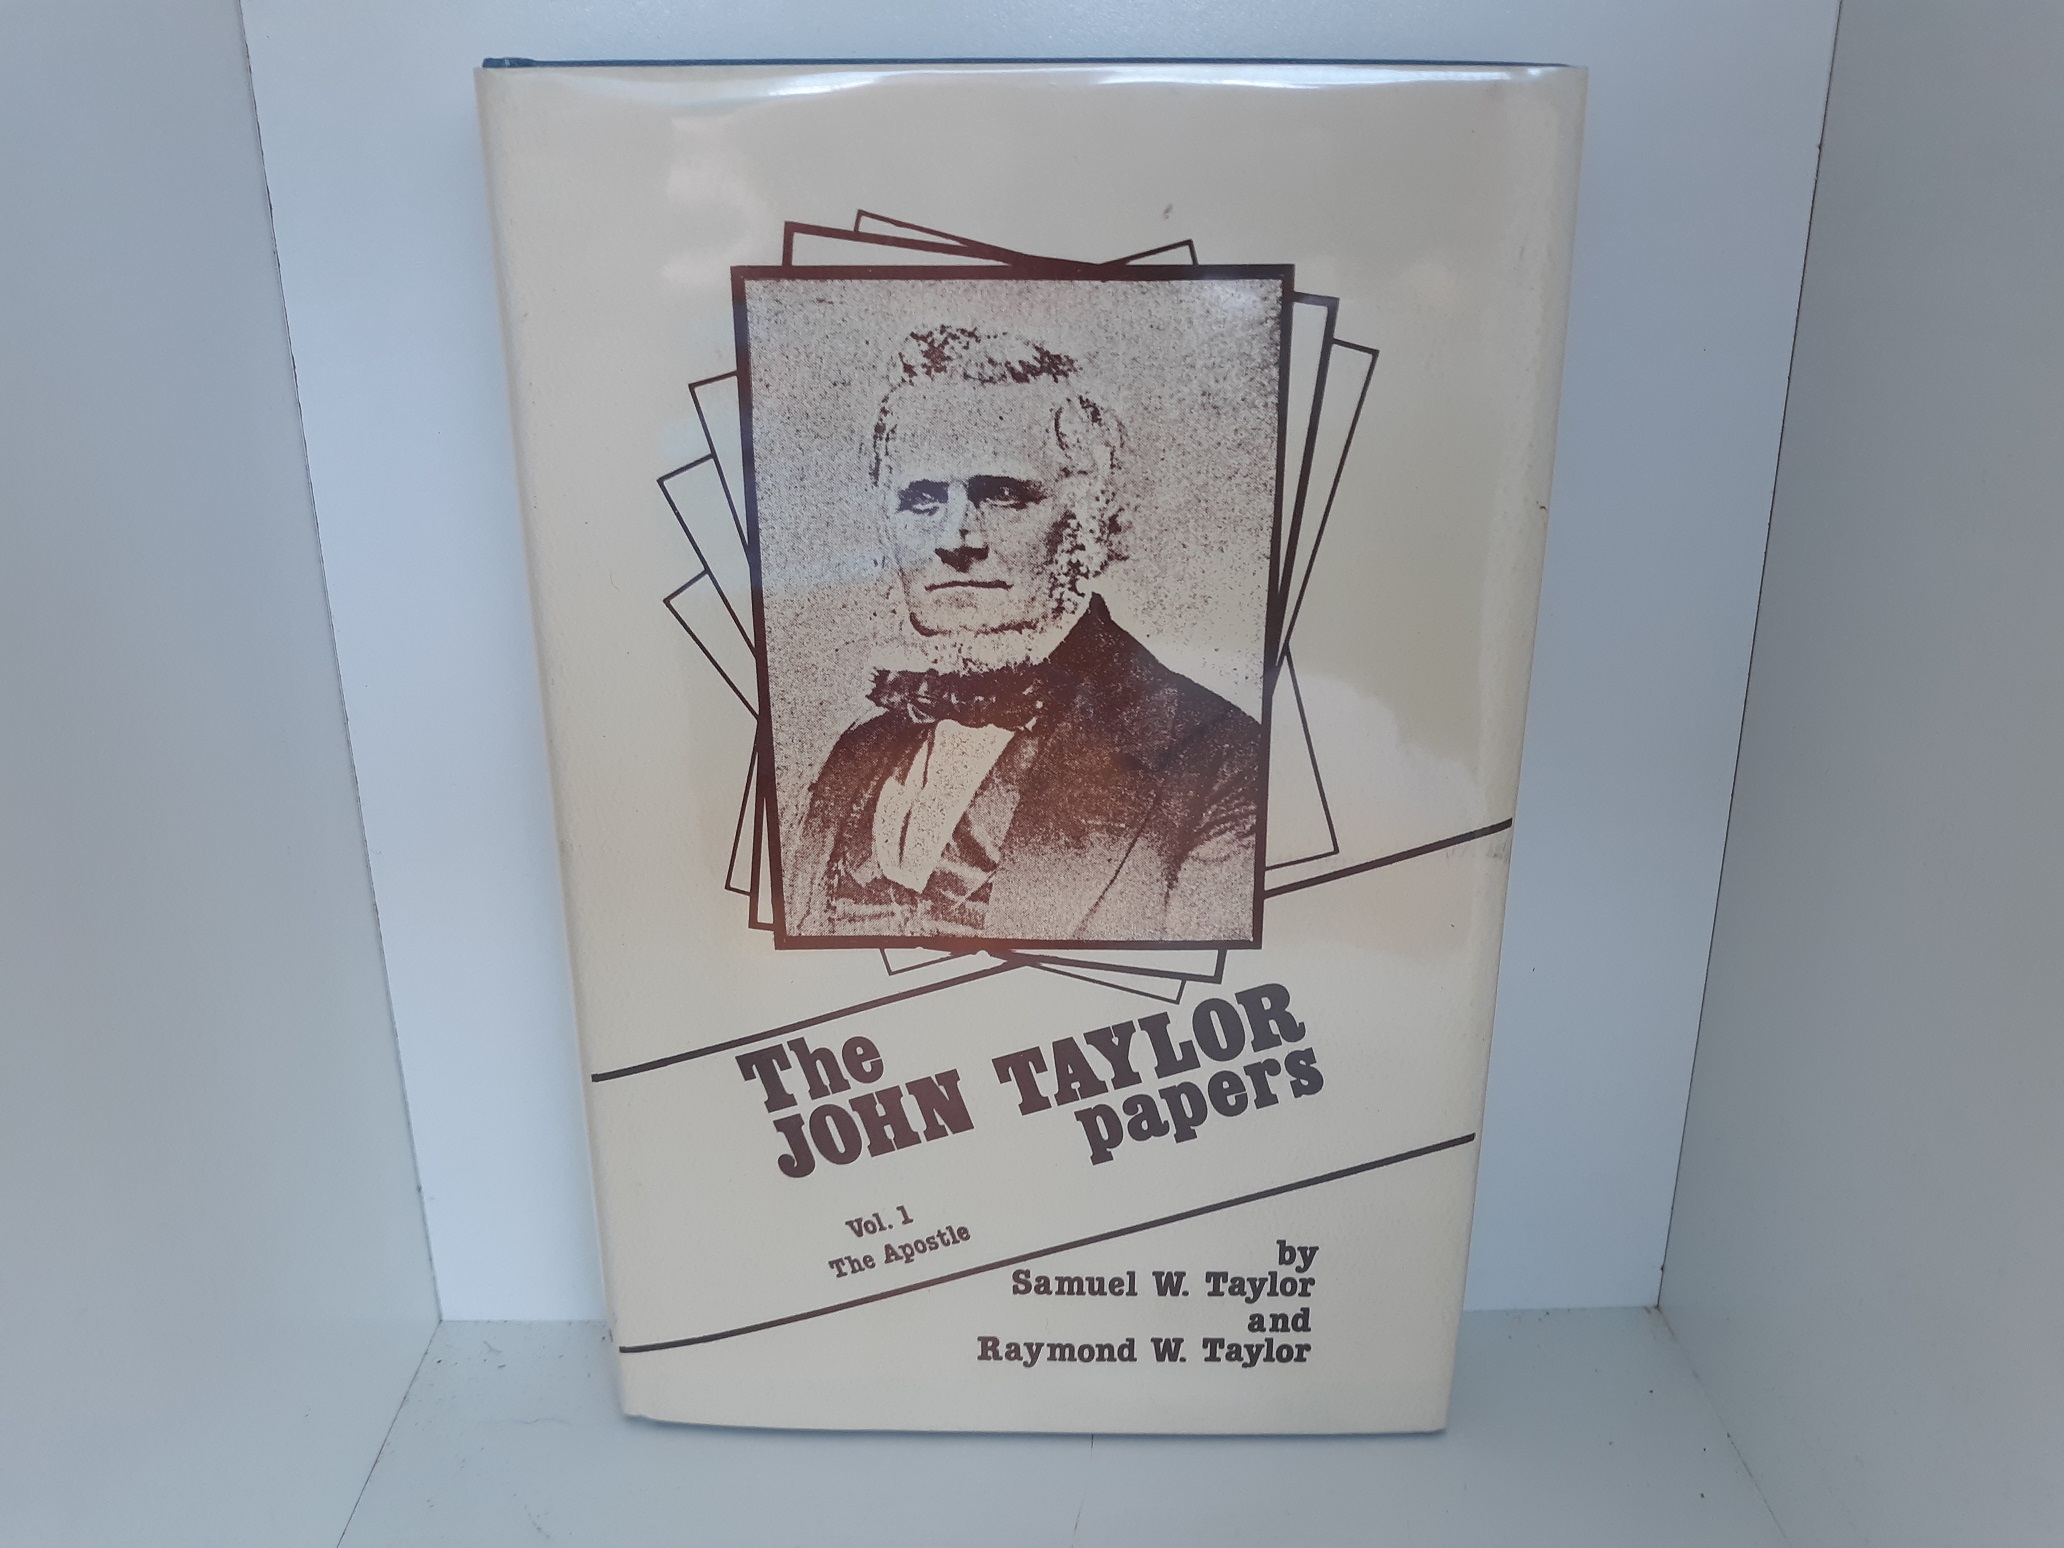 The
JOHN TAYLOR
papers
Vol. 1
The Apostle
by
Samuel W. Taylor
and
Raymond W. Taylor